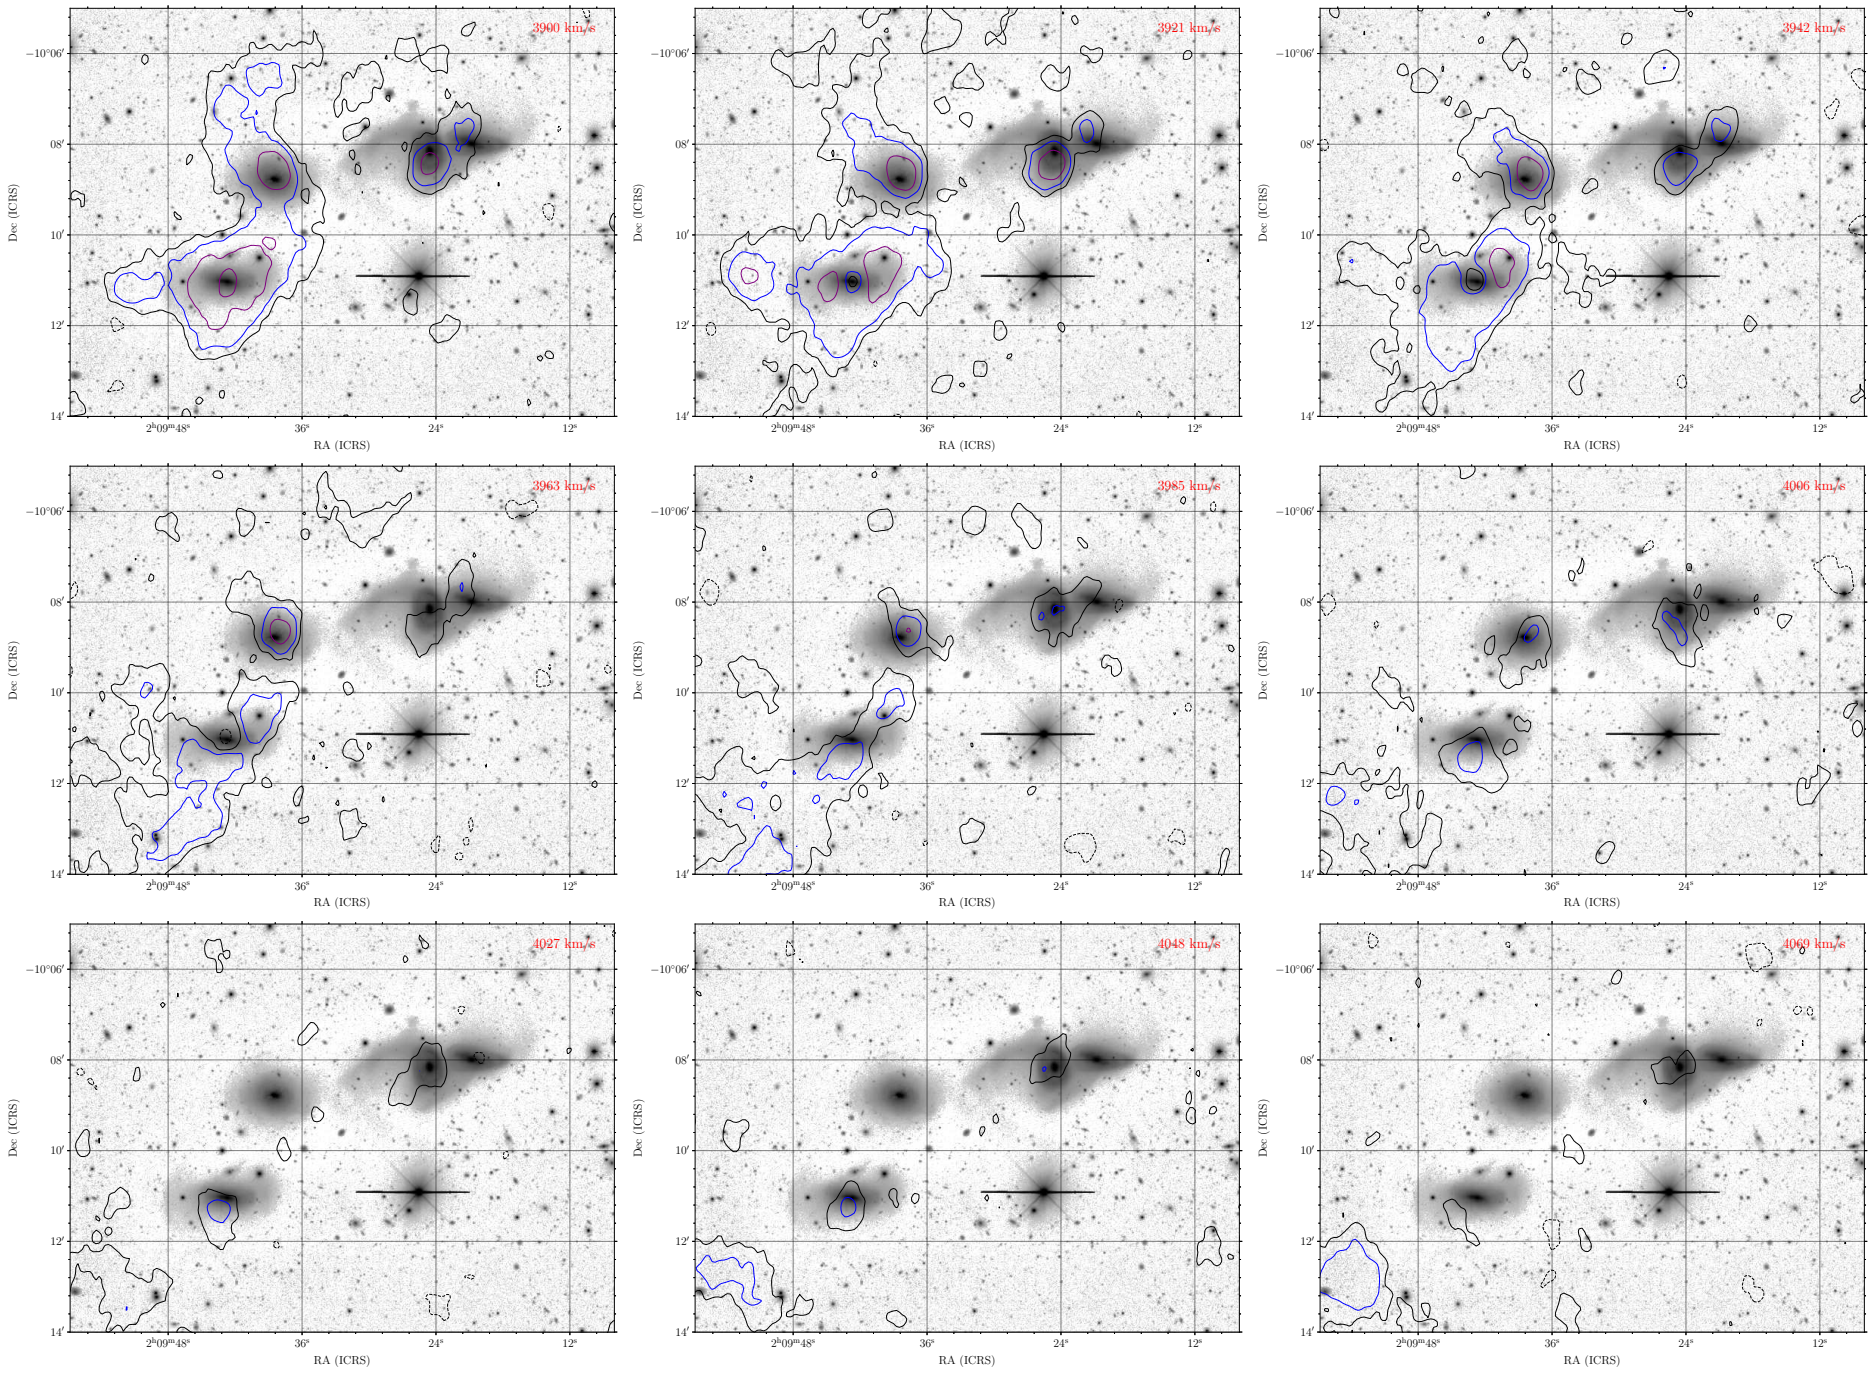 3900 km/s
3921 km/s
3942 km/s
−10°06′
−10°06′
−10°06′
08′
08′
08′
Dec (ICRS)
Dec (ICRS)
Dec (ICRS)
10′
10′
10′
12′
12′
12′
14′
14′
14′
2ʰ09ᵐ48ˢ 36ˢ 24ˢ 12ˢ
2ʰ09ᵐ48ˢ 36ˢ 24ˢ 12ˢ
2ʰ09ᵐ48ˢ 36ˢ 24ˢ 12ˢ
RA (ICRS)
RA (ICRS)
RA (ICRS)
3963 km/s
3985 km/s
4006 km/s
−10°06′
−10°06′
−10°06′
08′
08′
08′
Dec (ICRS)
Dec (ICRS)
Dec (ICRS)
10′
10′
10′
12′
12′
12′
14′
14′
14′
2ʰ09ᵐ48ˢ 36ˢ 24ˢ 12ˢ
2ʰ09ᵐ48ˢ 36ˢ 24ˢ 12ˢ
2ʰ09ᵐ48ˢ 36ˢ 24ˢ 12ˢ
RA (ICRS)
RA (ICRS)
RA (ICRS)
4027 km/s
4048 km/s
4069 km/s
−10°06′
−10°06′
−10°06′
08′
08′
08′
Dec (ICRS)
Dec (ICRS)
Dec (ICRS)
10′
10′
10′
12′
12′
12′
14′
14′
14′
2ʰ09ᵐ48ˢ 36ˢ 24ˢ 12ˢ
2ʰ09ᵐ48ˢ 36ˢ 24ˢ 12ˢ
2ʰ09ᵐ48ˢ 36ˢ 24ˢ 12ˢ
RA (ICRS)
RA (ICRS)
RA (ICRS)